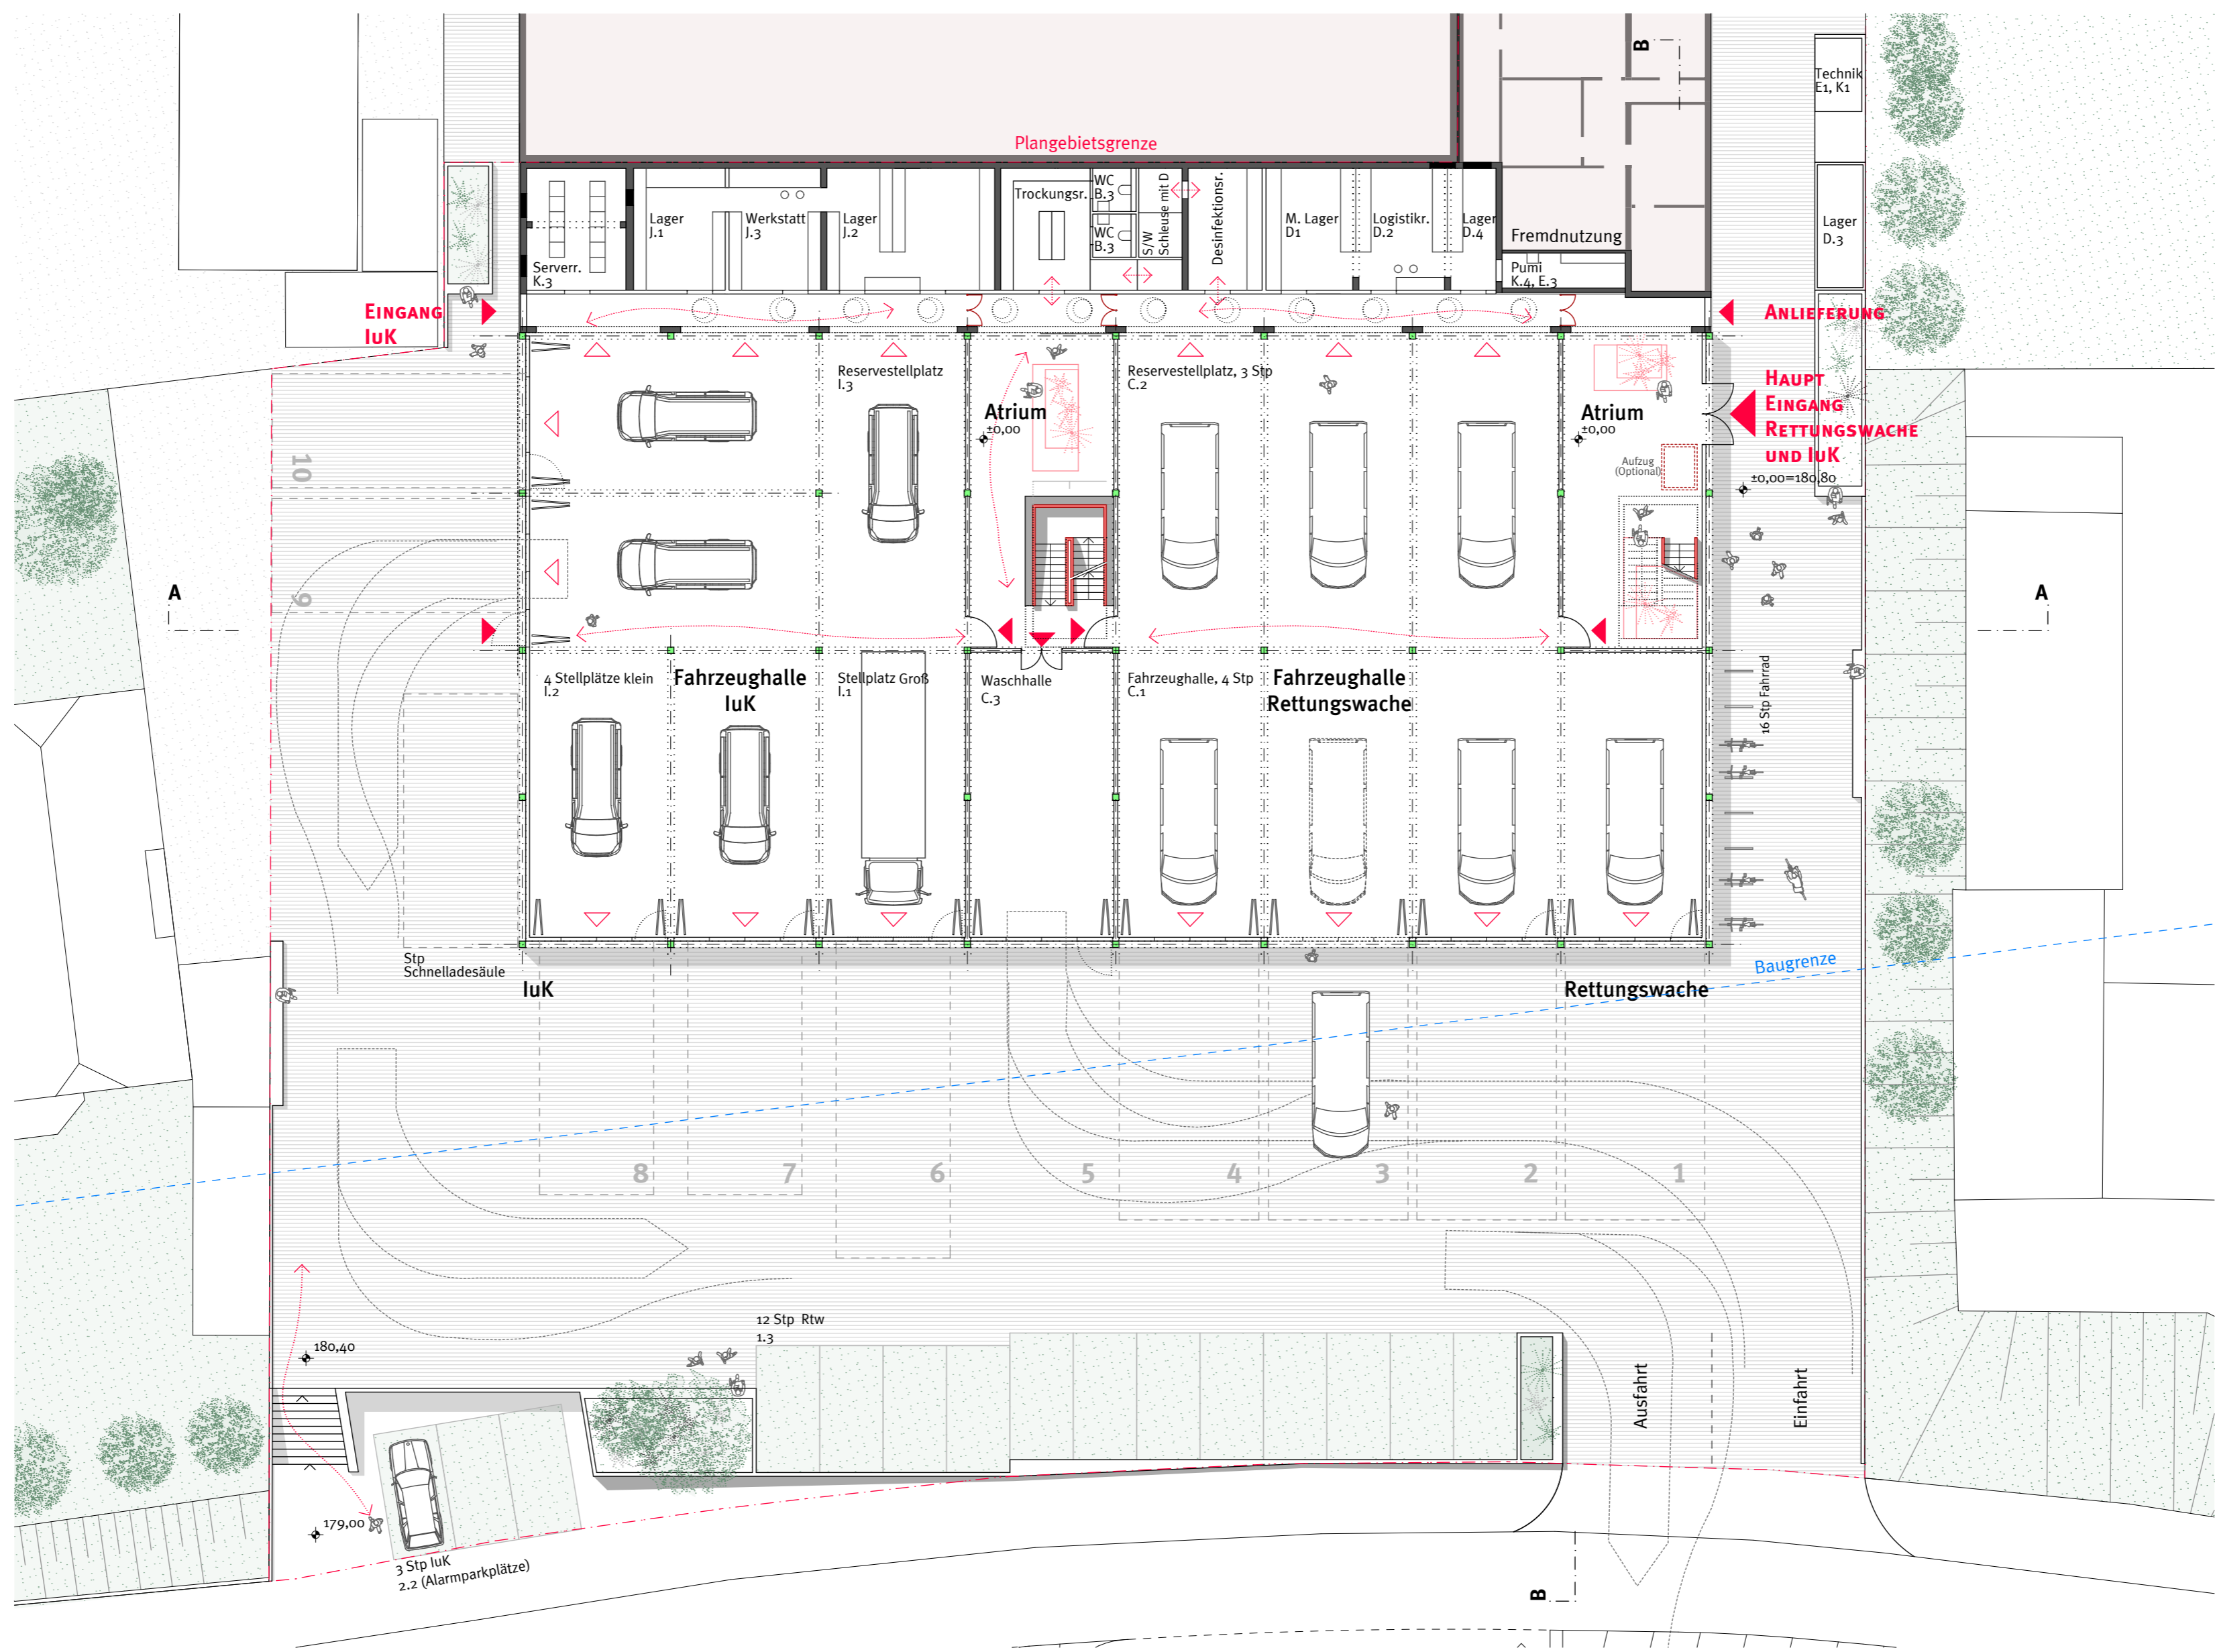 B
Technik
E1, K1
Plangebietsgrenze
Lager
J.1
Werkstatt
J.3
Lager
J.2
Trockungsr.
WC
B.3
WC
B.3
S/W
Schleuse mit D
Desinfektionsr.
M. Lager
D1
Logistikr.
D.2
Lager
D.4
Fremdnutzung
Lager
D.3
Serverr.
K.3
Pumi
K.4, E.3
Eingang
IuK
Anlieferung
Reservestellplatz
I.3
Atrium
±0,00
Reservestellplatz, 3 Stp
C.2
Atrium
±0,00
Haupt
Eingang
Rettungswache
und IuK
Aufzug
(Optional)
±0,00=180,80
10
9
A
A
4 Stellplätze klein
I.2
Fahrzeughalle
IuK
Stellplatz Groß
I.1
Waschhalle
C.3
Fahrzeughalle, 4 Stp
C.1
Fahrzeughalle
Rettungswache
16 Stp Fahrrad
Stp
Schnelladesäule
IuK
Rettungswache
Baugrenze
8
7
6
5
4
3
2
1
12 Stp Rtw
1.3
180,40
Ausfahrt
Einfahrt
179,00
3 Stp IuK
2.2 (Alarmparkplätze)
B